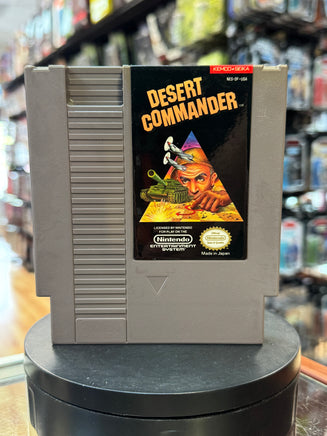 KEMCO★SEIKA
NES-DF-USA
DESERT
COMMANDER™
LICENSED BY NINTENDO
FOR PLAY ON THE
Nintendo
ENTERTAINMENT
SYSTEM
Made in Japan